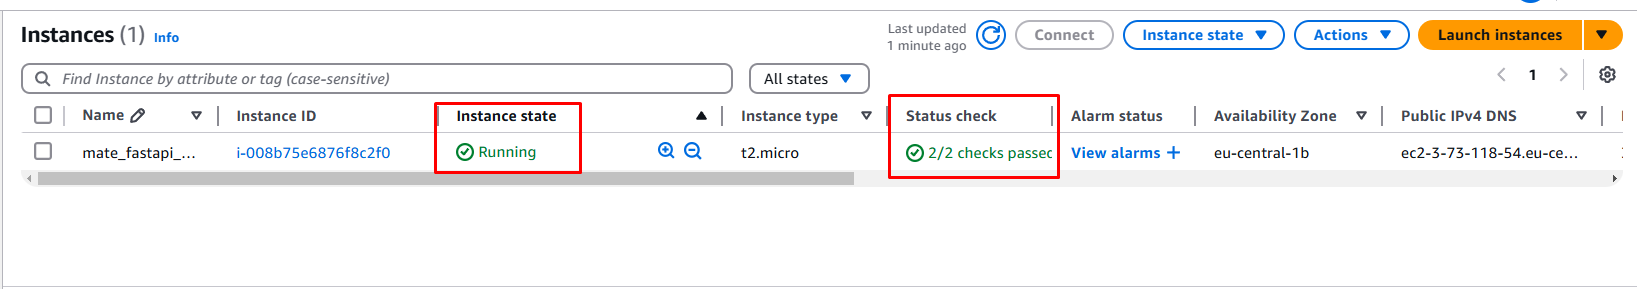 Instances (1) Info
Last updated
1 minute ago
Connect
Instance state
Actions
Launch instances
Find Instance by attribute or tag (case-sensitive)
All states
1
Name Instance ID Instance state Instance type Status check Alarm status Availability Zone Public IPv4 DNS
mate_fastapi_... i-008b75e6876f8c2f0 Running t2.micro 2/2 checks passed View alarms + eu-central-1b ec2-3-73-118-54.eu-ce...